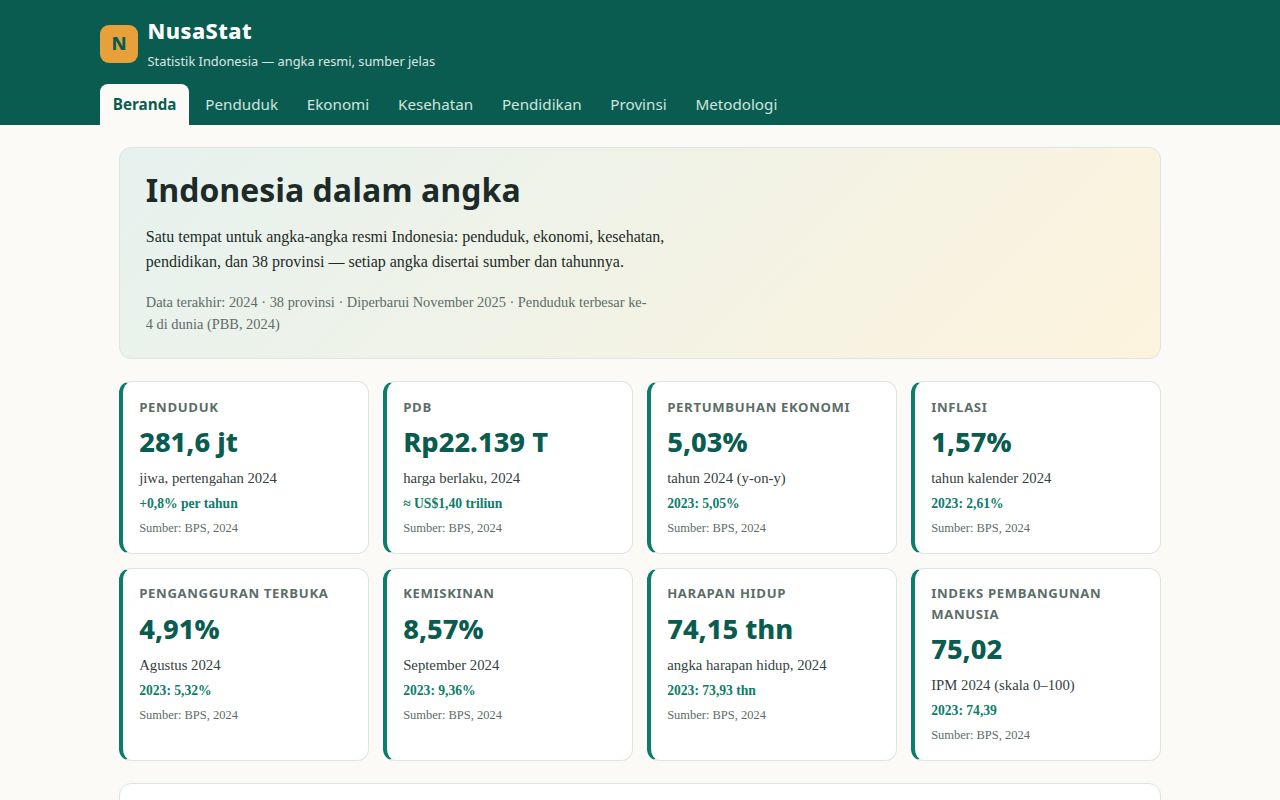 N
NusaStat
Statistik Indonesia — angka resmi, sumber jelas
Beranda Penduduk Ekonomi Kesehatan Pendidikan Provinsi Metodologi
Indonesia dalam angka
Satu tempat untuk angka-angka resmi Indonesia: penduduk, ekonomi, kesehatan,
pendidikan, dan 38 provinsi — setiap angka disertai sumber dan tahunnya.
Data terakhir: 2024 · 38 provinsi · Diperbarui November 2025 · Penduduk terbesar ke-
4 di dunia (PBB, 2024)
PENDUDUK
281,6 jt
jiwa, pertengahan 2024
+0,8% per tahun
Sumber: BPS, 2024
PDB
Rp22.139 T
harga berlaku, 2024
≈ US$1,40 triliun
Sumber: BPS, 2024
PERTUMBUHAN EKONOMI
5,03%
tahun 2024 (y-on-y)
2023: 5,05%
Sumber: BPS, 2024
INFLASI
1,57%
tahun kalender 2024
2023: 2,61%
Sumber: BPS, 2024
PENGANGGURAN TERBUKA
4,91%
Agustus 2024
2023: 5,32%
Sumber: BPS, 2024
KEMISKINAN
8,57%
September 2024
2023: 9,36%
Sumber: BPS, 2024
HARAPAN HIDUP
74,15 thn
angka harapan hidup, 2024
2023: 73,93 thn
Sumber: BPS, 2024
INDEKS PEMBANGUNAN
MANUSIA
75,02
IPM 2024 (skala 0–100)
2023: 74,39
Sumber: BPS, 2024